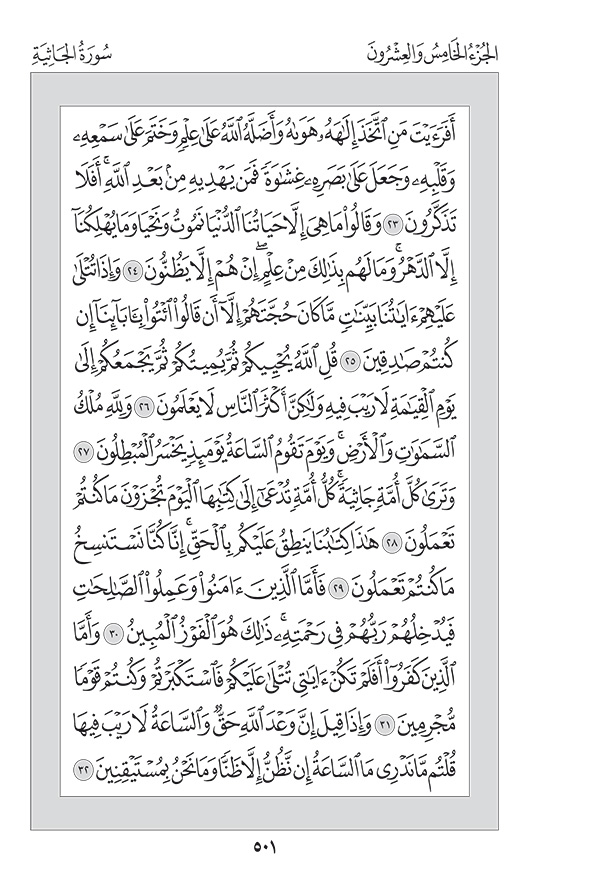 الجُزْءُ الخَامِسُ وَالعِشْرُونَ
سُورَةُ الجَاثِيَةِ
أَفَرَءَيْتَ مَنِ ٱتَّخَذَ إِلَٰهَهُۥ هَوَىٰهُ وَأَضَلَّهُ ٱللَّهُ عَلَىٰ عِلْمٍ وَخَتَمَ عَلَىٰ سَمْعِهِۦ
وَقَلْبِهِۦ وَجَعَلَ عَلَىٰ بَصَرِهِۦ غِشَٰوَةً فَمَن يَهْدِيهِ مِنۢ بَعْدِ ٱللَّهِۚ أَفَلَا
تَذَكَّرُونَ ٢٣ وَقَالُوا۟ مَا هِىَ إِلَّا حَيَاتُنَا ٱلدُّنْيَا نَمُوتُ وَنَحْيَا وَمَا يُهْلِكُنَآ
إِلَّا ٱلدَّهْرُۚ وَمَا لَهُم بِذَٰلِكَ مِنْ عِلْمٍۖ إِنْ هُمْ إِلَّا يَظُنُّونَ ٢٤ وَإِذَا تُتْلَىٰ
عَلَيْهِمْ ءَايَٰتُنَا بَيِّنَٰتٍ مَّا كَانَ حُجَّتَهُمْ إِلَّآ أَن قَالُوا۟ ٱئْتُوا۟ بِـَٔابَآئِنَآ إِن
كُنتُمْ صَٰدِقِينَ ٢٥ قُلِ ٱللَّهُ يُحْيِيكُمْ ثُمَّ يُمِيتُكُمْ ثُمَّ يَجْمَعُكُمْ إِلَىٰ
يَوْمِ ٱلْقِيَٰمَةِ لَا رَيْبَ فِيهِ وَلَٰكِنَّ أَكْثَرَ ٱلنَّاسِ لَا يَعْلَمُونَ ٢٦ وَلِلَّهِ مُلْكُ
ٱلسَّمَٰوَٰتِ وَٱلْأَرْضِۚ وَيَوْمَ تَقُومُ ٱلسَّاعَةُ يَوْمَئِذٍ يَخْسَرُ ٱلْمُبْطِلُونَ ٢٧
وَتَرَىٰ كُلَّ أُمَّةٍ جَاثِيَةًۚ كُلُّ أُمَّةٍ تُدْعَىٰٓ إِلَىٰ كِتَٰبِهَا ٱلْيَوْمَ تُجْزَوْنَ مَا كُنتُمْ
تَعْمَلُونَ ٢٨ هَٰذَا كِتَٰبُنَا يَنطِقُ عَلَيْكُم بِٱلْحَقِّۚ إِنَّا كُنَّا نَسْتَنسِخُ
مَا كُنتُمْ تَعْمَلُونَ ٢٩ فَأَمَّا ٱلَّذِينَ ءَامَنُوا۟ وَعَمِلُوا۟ ٱلصَّٰلِحَٰتِ
فَيُدْخِلُهُمْ رَبُّهُمْ فِى رَحْمَتِهِۦۚ ذَٰلِكَ هُوَ ٱلْفَوْزُ ٱلْمُبِينُ ٣٠ وَأَمَّا
ٱلَّذِينَ كَفَرُوٓا۟ أَفَلَمْ تَكُنْ ءَايَٰتِى تُتْلَىٰ عَلَيْكُمْ فَٱسْتَكْبَرْتُمْ وَكُنتُمْ قَوْمًا
مُّجْرِمِينَ ٣١ وَإِذَا قِيلَ إِنَّ وَعْدَ ٱللَّهِ حَقٌّ وَٱلسَّاعَةُ لَا رَيْبَ فِيهَا
قُلْتُم مَّا نَدْرِى مَا ٱلسَّاعَةُ إِن نَّظُنُّ إِلَّا ظَنًّا وَمَا نَحْنُ بِمُسْتَيْقِنِينَ ٣٢
٥٠١